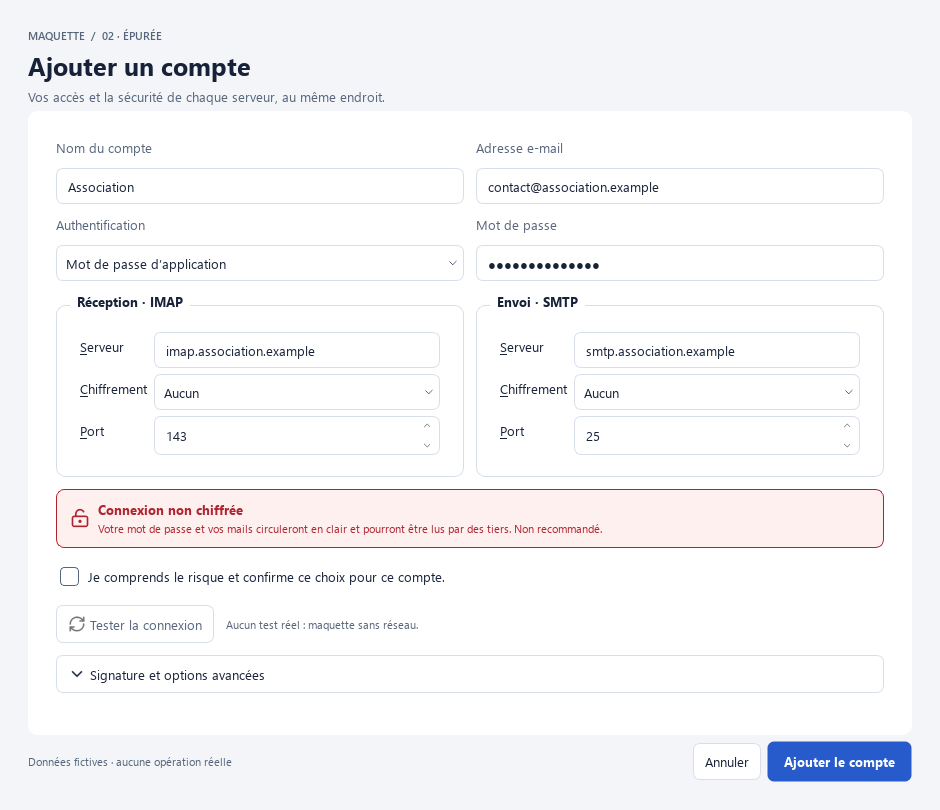 MAQUETTE / 02 · ÉPURÉE
Ajouter un compte
Vos accès et la sécurité de chaque serveur, au même endroit.
Nom du compte
Adresse e-mail
Association
contact@association.example
Authentification
Mot de passe
Mot de passe d'application
●●●●●●●●●●●●●●
Réception · IMAP
Serveur
imap.association.example
Chiffrement
Aucun
Port
143
Envoi · SMTP
Serveur
smtp.association.example
Chiffrement
Aucun
Port
25
Connexion non chiffrée
Votre mot de passe et vos mails circuleront en clair et pourront être lus par des tiers. Non recommandé.
Je comprends le risque et confirme ce choix pour ce compte.
Tester la connexion
Aucun test réel : maquette sans réseau.
Signature et options avancées
Données fictives · aucune opération réelle
Annuler
Ajouter le compte